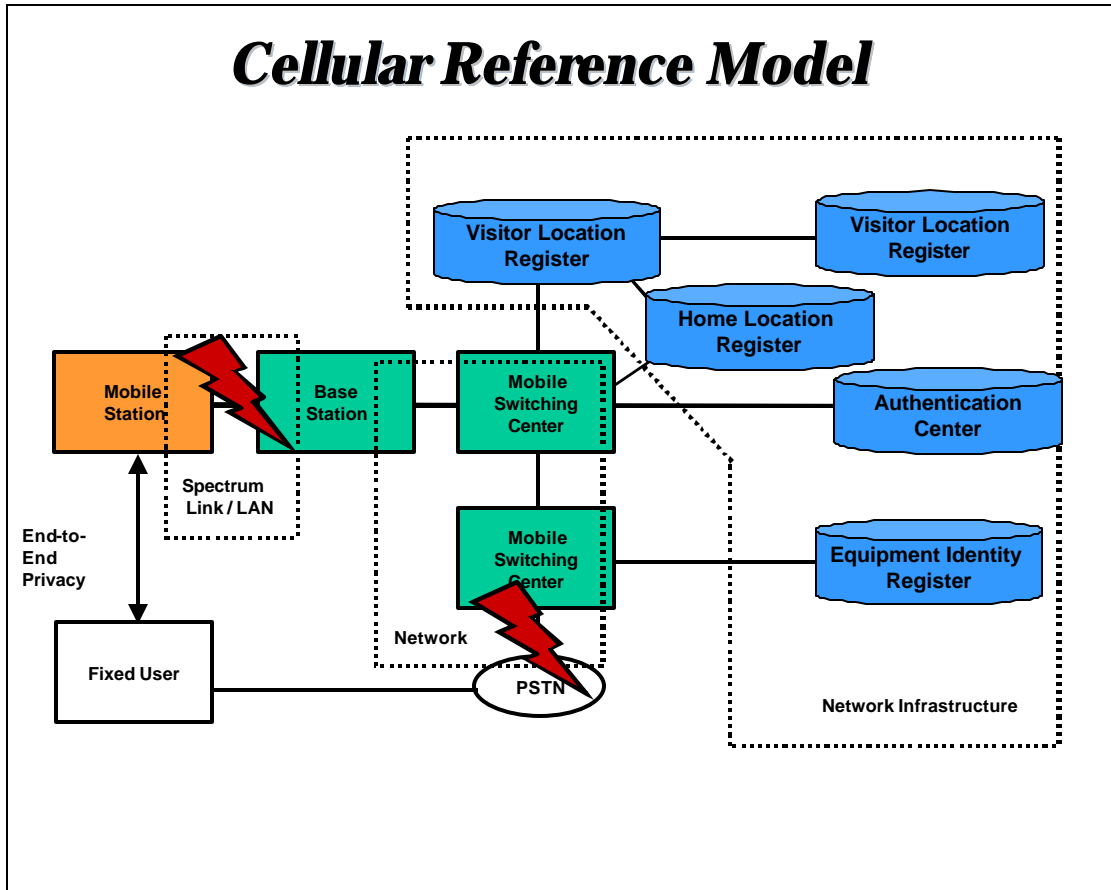 Cellular Reference Model
Visitor Location
Register
Visitor Location
Register
Home Location
Register
Mobile
Station
Base
Station
Mobile
Switching
Center
Authentication
Center
Spectrum
Link / LAN
End-to-
End
Privacy
Mobile
Switching
Center
Equipment Identity
Register
Network
Fixed User
PSTN
Network Infrastructure